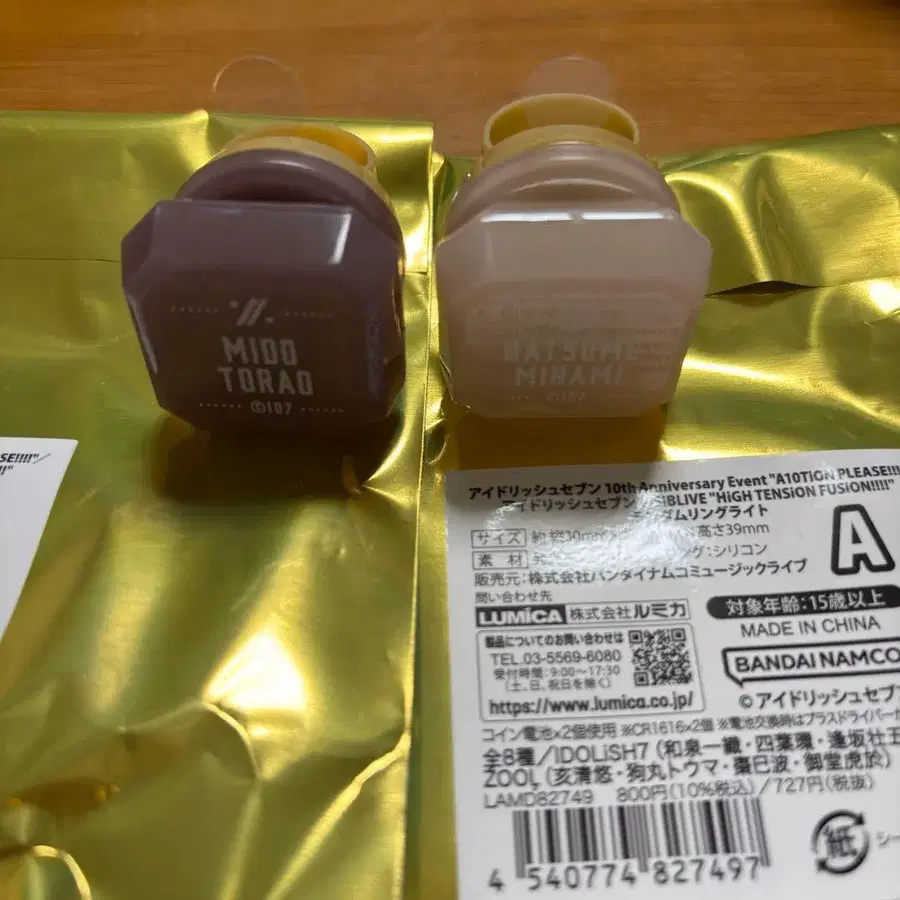 MIDO
TORAO
©IDO7
NATSUME
MINAMI
SE!!!!"/
アイドリッシュセブン 10th Anniversary Event "A10TiON PLEASE!!!
アイドリッシュセブン "HiGH TENSiON FUSiON!!!!"
ダムリングライト
サイズ 高さ39mm
素材 :シリコン
販売元:株式会社バンダイナムコミュージックライブ
問い合わせ先
LUMICA 株式会社ルミカ
製品についてのお問い合わせは
TEL 03-5569-6080
受付時間:9:00〜17:30
(土、日、祝日を除く)
https://www.lumica.co.jp/
A
対象年齢:15歳以上
MADE IN CHINA
BANDAI NAMCO
©アイドリッシュセブ
コイン電池×2個使用 ※CR1616×2個 ※電池交換時はプラスドライバーが
全8種/IDOLiSH7 (和泉一織・四葉環・逢坂壮五
ZOOL (亥清悠・狗丸トウマ・棗巳波・御堂虎於)
LAMD82749 800円(10%税込)/727円(税抜)
4 540774 827497
紙
シー